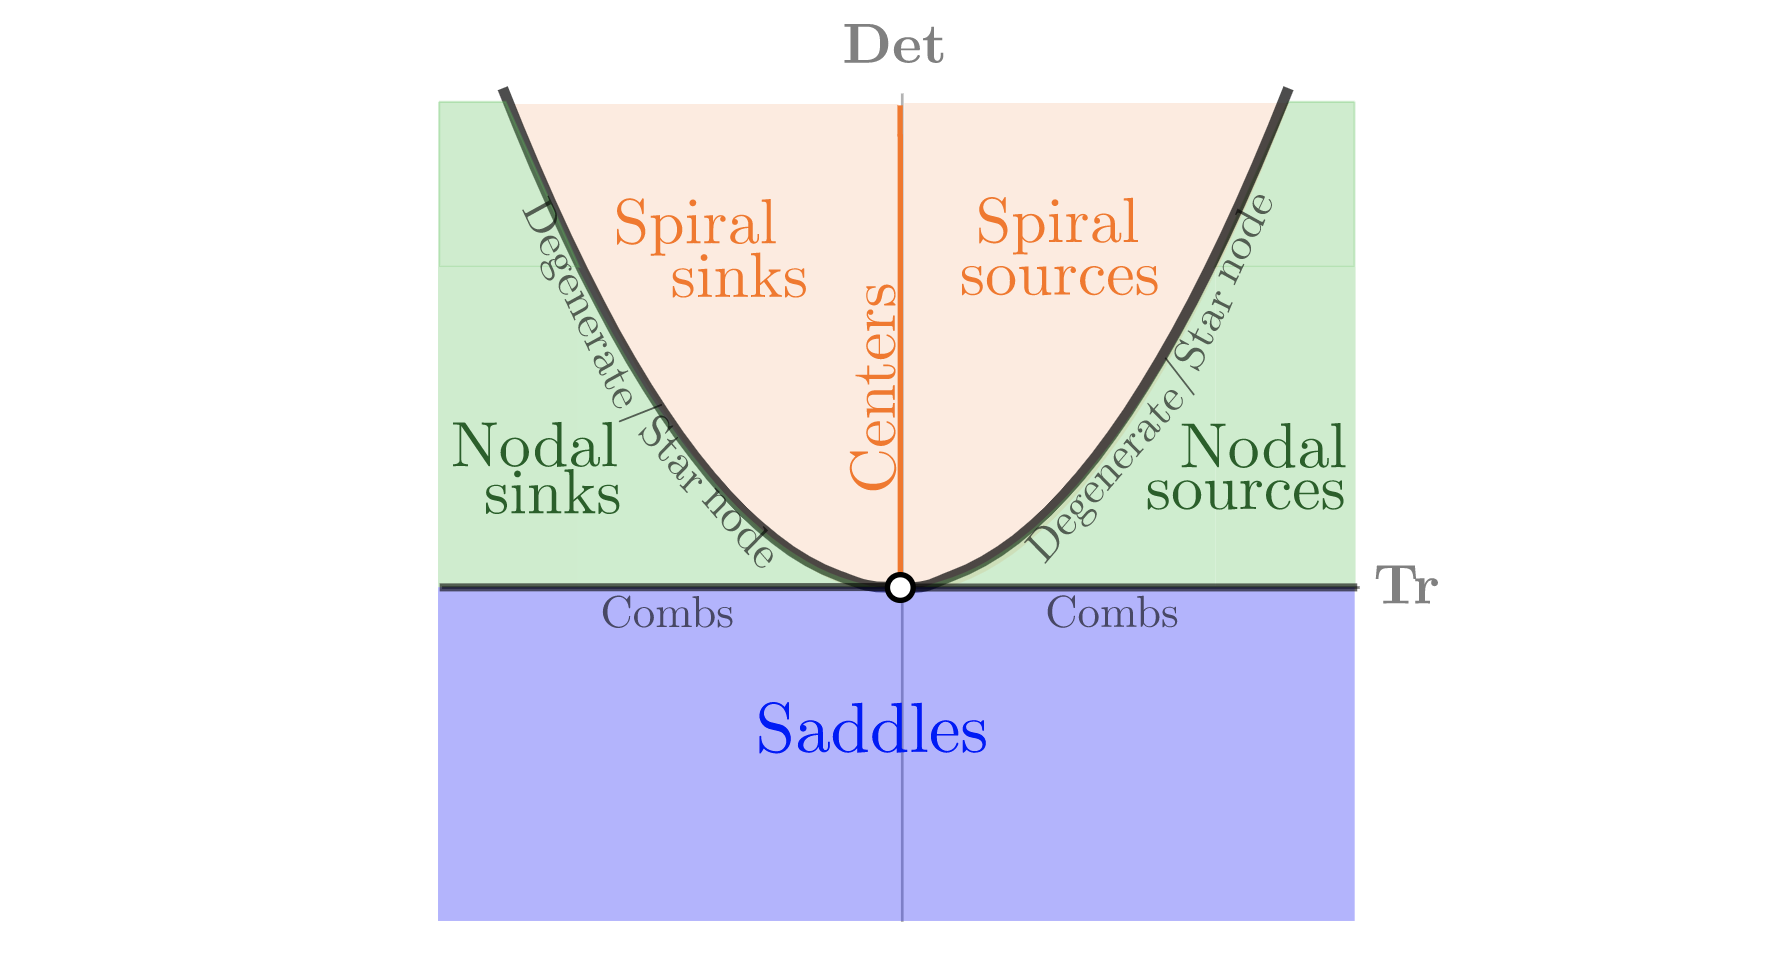 Det
Spiral
sinks
Spiral
sources
Centers
Degenerate/Star node
Degenerate/Star node
Nodal
sinks
Nodal
sources
Tr
Combs
Combs
Saddles